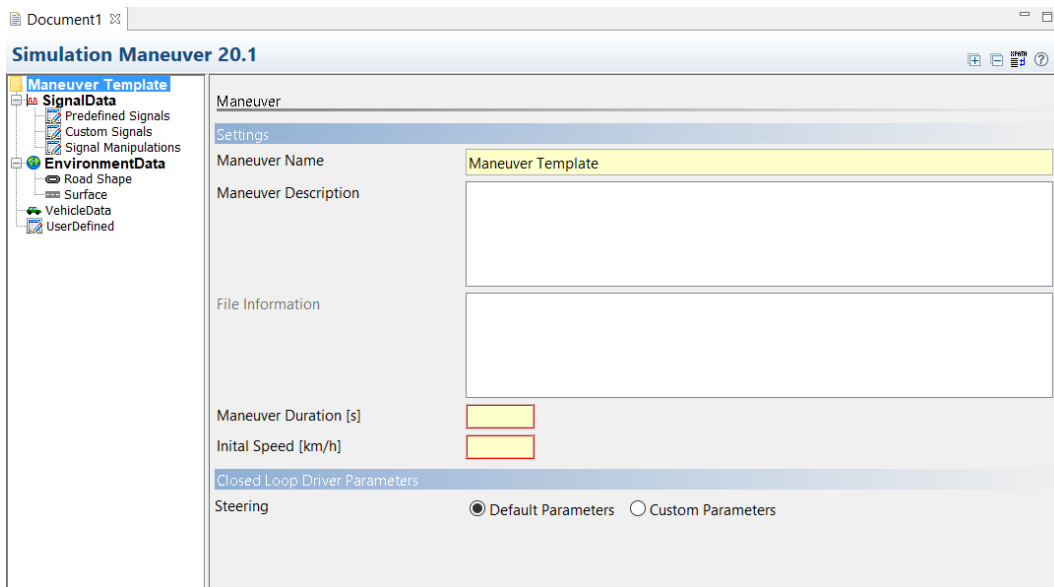 Document1
Simulation Maneuver 20.1
XPATH
Maneuver Template
SignalData
Predefined Signals
Custom Signals
Signal Manipulations
EnvironmentData
Road Shape
Surface
VehicleData
UserDefined
Maneuver
Settings
Maneuver Name
Maneuver Template
Maneuver Description
File Information
Maneuver Duration [s]
Inital Speed [km/h]
Closed Loop Driver Parameters
Steering Default Parameters Custom Parameters